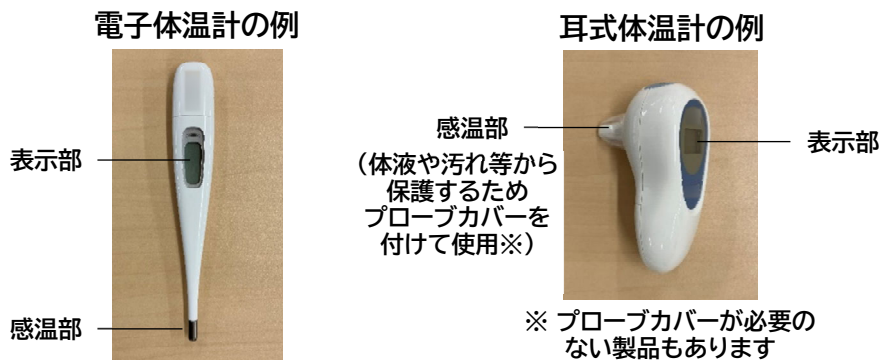 電子体温計の例
表示部
感温部
耳式体温計の例
感温部
(体液や汚れ等から
保護するため
プローブカバーを
付けて使用※)
表示部
※ プローブカバーが必要の
ない製品もあります